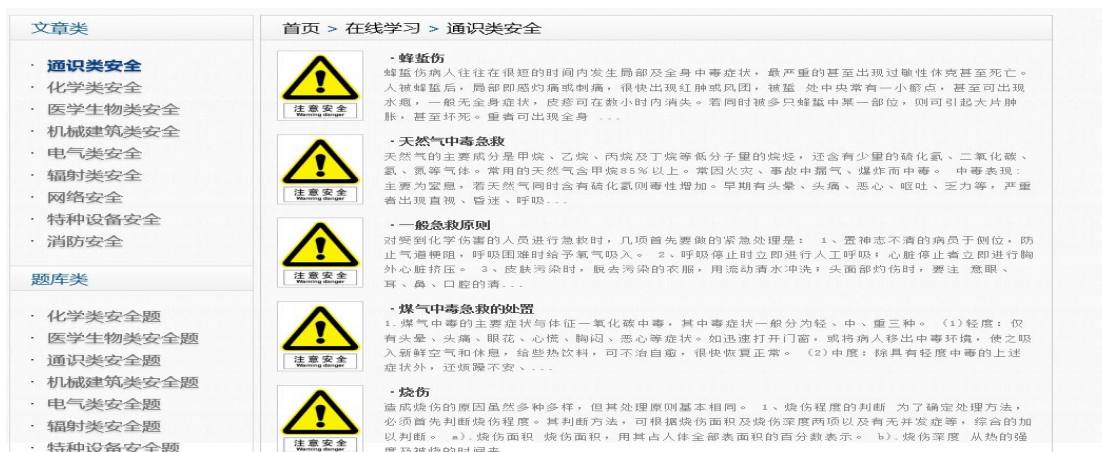 文章类
· 通识类安全
· 化学类安全
· 医学生物类安全
· 机械建筑类安全
· 电气类安全
· 辐射类安全
· 网络安全
· 特种设备安全
· 消防安全
题库类
· 化学类安全题
· 医学生物类安全题
· 通识类安全题
· 机械建筑类安全题
· 电气类安全题
· 辐射类安全题
· 特种设备安全题
首页 > 在线学习 > 通识类安全
注意安全
Warning danger
· 蜂蜇伤
蜂蜇伤病人往往在很短的时间内发生局部及全身中毒症状，最严重的甚至出现过敏性休克甚至死亡。
人被蜂蜇后，局部即感灼痛或刺痛，很快出现红肿或风团，被蜇 处中央常有一小瘀点，甚至可出现
水疱，一般无全身症状，皮疹可在数小时内消失。若同时被多只蜂蜇中某一部位，则可引起大片肿
胀，甚至坏死。重者可出现全身 ...
注意安全
Warning danger
· 天然气中毒急救
天然气的主要成分是甲烷、乙烷、丙烷及丁烷等低分子量的烷烃，还含有少量的硫化氢、二氧化碳、
氢、氮等气体。常用的天然气含甲烷85%以上。常因火灾、事故中漏气、爆炸而中毒。 中毒表现：
主要为窒息，若天然气同时含有硫化氢则毒性增加。早期有头晕、头痛、恶心、呕吐、乏力等，严重
者出现直视、昏迷、呼吸...
注意安全
Warning danger
· 一般急救原则
对受到化学伤害的人员进行急救时，几项首先要做的紧急处理是： 1、置神志不清的病员于侧位，防
止气道梗阻，呼吸困难时给予氧气吸入。 2、呼吸停止时立即进行人工呼吸；心脏停止者立即进行胸
外心脏挤压。 3、皮肤污染时，脱去污染的衣服，用流动清水冲洗；头面部灼伤时，要注 意眼、
耳、鼻、口腔的清...
注意安全
Warning danger
· 煤气中毒急救的处置
1.煤气中毒的主要症状与体征一氧化碳中毒，其中毒症状一般分为轻、中、重三种。 (1)轻度：仅
有头晕、头痛、眼花、心慌、胸闷、恶心等症状。如迅速打开门窗，或将病人移出中毒环境，使之吸
入新鲜空气和休息，给些热饮料，可不治自愈，很快恢复正常。 (2)中度：除具有轻度中毒的上述
症状外，还烦躁不安、...
注意安全
Warning danger
· 烧伤
造成烧伤的原因虽然多种多样，但其处理原则基本相同。 1、烧伤程度的判断 为了确定处理方法，
必须首先判断烧伤程度。其判断方法，可根据烧伤面积及烧伤深度两项以及有无并发症等，综合的加
以判断。 a).烧伤面积 烧伤面积，用其占人体全部表面积的百分数表示。 b).烧伤深度 从热的强
度及被烧的时间来